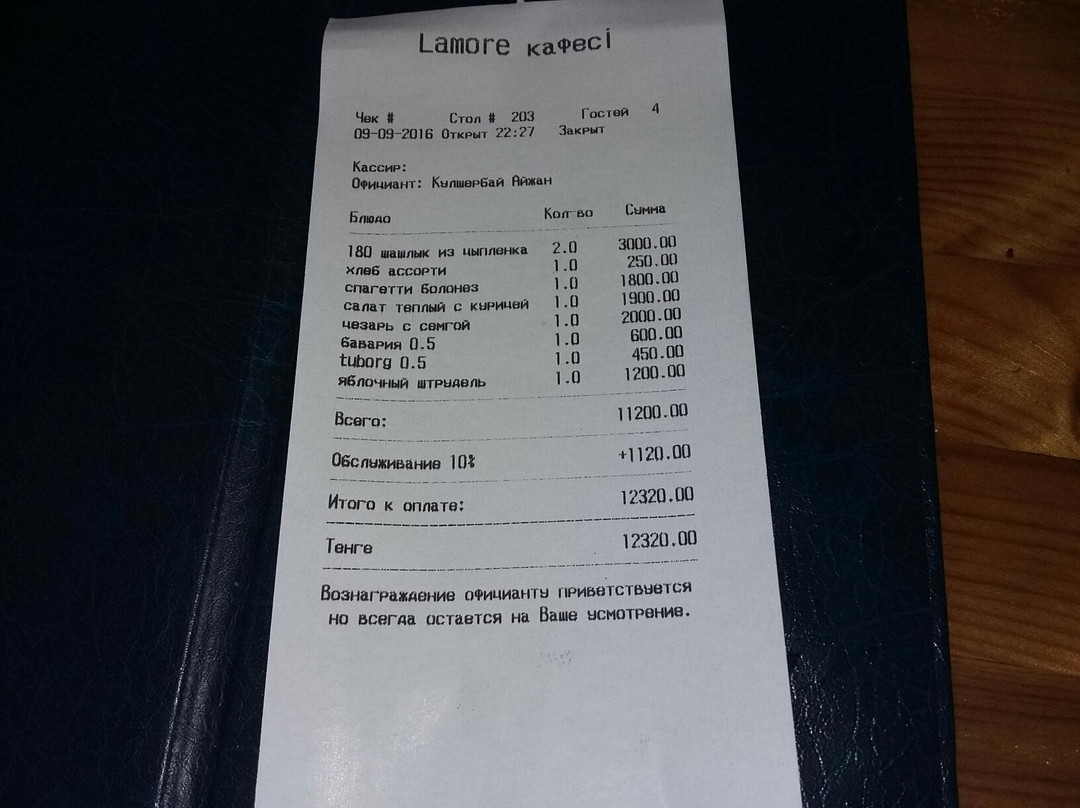 Lamore кафесі
Чек # Стол # 203 Гостей 4
09-09-2016 Открыт 22:27 Закрыт
Кассир:
Официант: Кулшербай Айжан
Блюдо Кол-во Сумма
180 шашлык из цыпленка 2.0 3000.00
хлеб ассорти 1.0 250.00
спагетти болонез 1.0 1800.00
салат теплый с курицей 1.0 1900.00
цезарь с семгой 1.0 2000.00
бавария 0.5 1.0 600.00
tuborg 0.5 1.0 450.00
яблочный штрудель 1.0 1200.00
Всего: 11200.00
Обслуживание 10% +1120.00
Итого к оплате: 12320.00
Тенге 12320.00
Вознаграждение официанту приветствуется
но всегда остается на Ваше усмотрение.